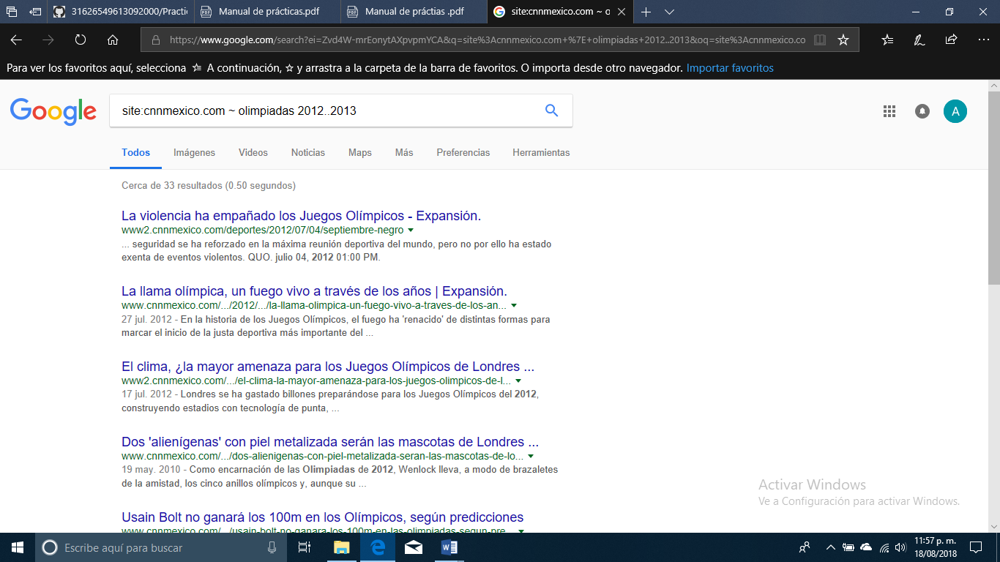 31626549613092000/Practi
Manual de prácticas.pdf
Manual de práctias .pdf
site:cnnmexico.com ~ o
https://www.google.com/search?ei=Zvd4W-mrEonytAXpvpmYCA&q=site%3Acnnmexico.com+%7E+olimpiadas+2012..2013&oq=site%3Acnnmexico.co
Para ver los favoritos aquí, selecciona A continuación, y arrastra a la carpeta de la barra de favoritos. O importa desde otro navegador. Importar favoritos
Google
site:cnnmexico.com ~ olimpiadas 2012..2013
A
Todos Imágenes Videos Noticias Maps Más Preferencias Herramientas
Cerca de 33 resultados (0.50 segundos)
La violencia ha empañado los Juegos Olímpicos - Expansión.
www2.cnnmexico.com/deportes/2012/07/04/septiembre-negro
... seguridad se ha reforzado en la máxima reunión deportiva del mundo, pero no por ello ha estado
exenta de eventos violentos. QUO. julio 04, 2012 01:00 PM.
La llama olímpica, un fuego vivo a través de los años | Expansión.
www.cnnmexico.com/.../2012/.../la-llama-olimpica-un-fuego-vivo-a-traves-de-los-an...
27 jul. 2012 - En la historia de los Juegos Olímpicos, el fuego ha 'renacido' de distintas formas para
marcar el inicio de la justa deportiva más importante del ...
El clima, ¿la mayor amenaza para los Juegos Olímpicos de Londres ...
www2.cnnmexico.com/.../el-clima-la-mayor-amenaza-para-los-juegos-olimpicos-de-l...
17 jul. 2012 - Londres se ha gastado billones preparándose para los Juegos Olímpicos del 2012,
construyendo estadios con tecnología de punta, ...
Dos 'alienígenas' con piel metalizada serán las mascotas de Londres ...
www.cnnmexico.com/.../dos-alienigenas-con-piel-metalizada-seran-las-mascotas-de-lo...
19 may. 2010 - Como encarnación de las Olimpiadas de 2012, Wenlock lleva, a modo de brazaletes
de la amistad, los cinco anillos olímpicos y, aunque su ...
Usain Bolt no ganará los 100m en los Olímpicos, según predicciones
www.cnnmexico.com/.../usain-bolt-no-ganara-los-100m-en-las-olimpiadas-segun-pre...
Activar Windows
Ve a Configuración para activar Windows.
Escribe aquí para buscar
11:57 p. m.
18/08/2018